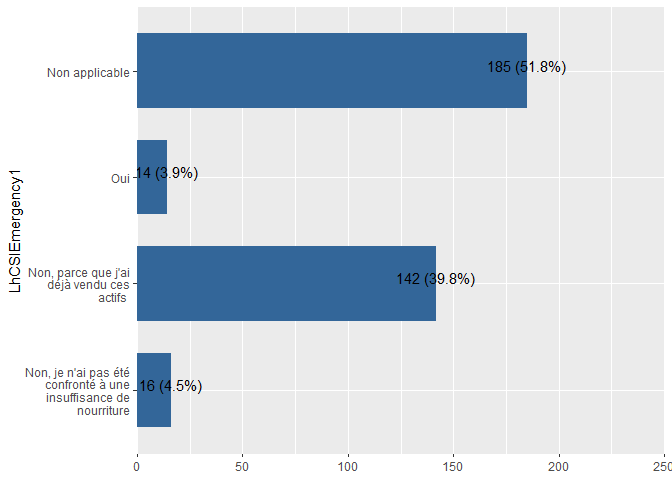 LhCSIEmergency1
Non applicable
185 (51.8%)
Oui
14 (3.9%)
Non, parce que j'ai
déjà vendu ces
actifs
142 (39.8%)
Non, je n'ai pas été
confronté à une
insuffisance de
nourriture
16 (4.5%)
0 50 100 150 200 250